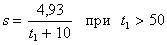 s = 4,93 / (t₁ + 10) при t₁ > 50